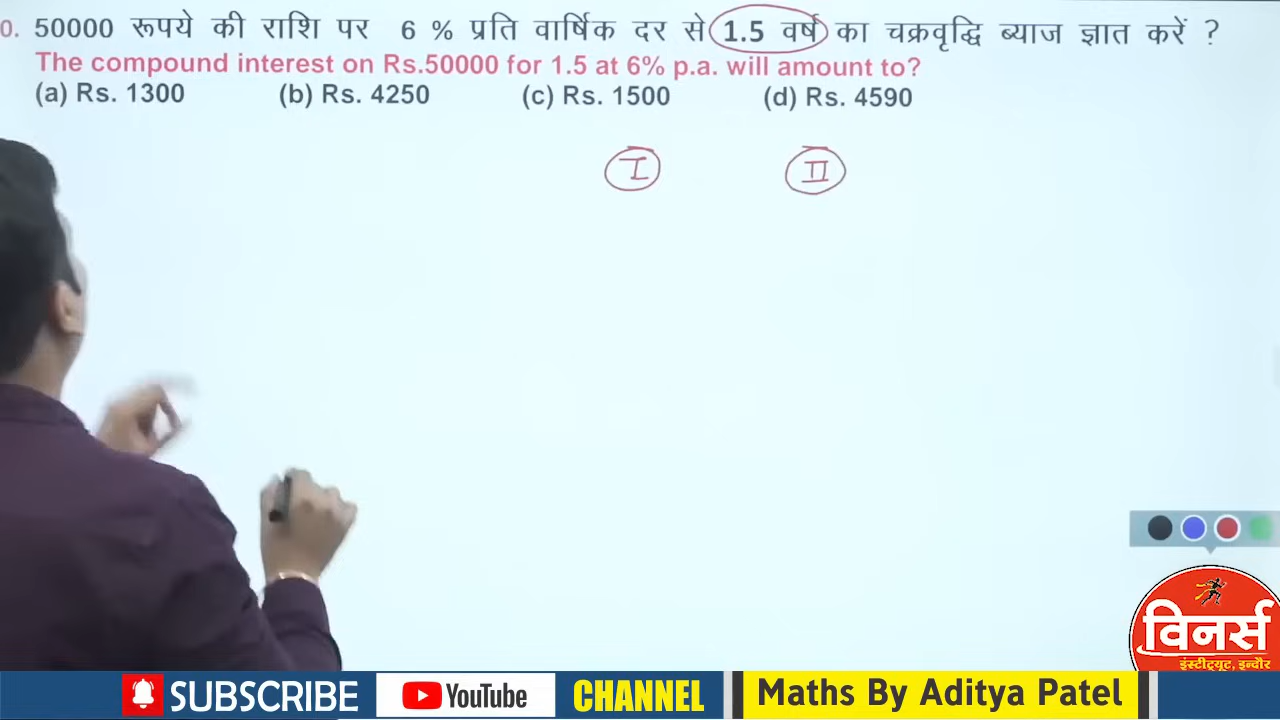 0. 50000 रूपये की राशि पर 6 % प्रति वार्षिक दर से 1.5 वर्ष का चक्रवृद्धि ब्याज ज्ञात करें ?
The compound interest on Rs.50000 for 1.5 at 6% p.a. will amount to?
(a) Rs. 1300 (b) Rs. 4250 (c) Rs. 1500 (d) Rs. 4590
I II
विनर्स
इंस्टीट्यूट, इन्दौर
SUBSCRIBE YouTube CHANNEL Maths By Aditya Patel